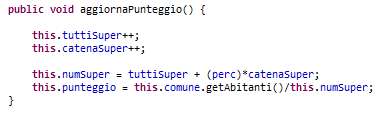 public void aggiornaPunteggio() {
this.tuttiSuper++;
this.catenaSuper++;
this.numSuper = tuttiSuper + (perc)*catenaSuper;
this.punteggio = this.comune.getAbitanti()/this.numSuper;
}